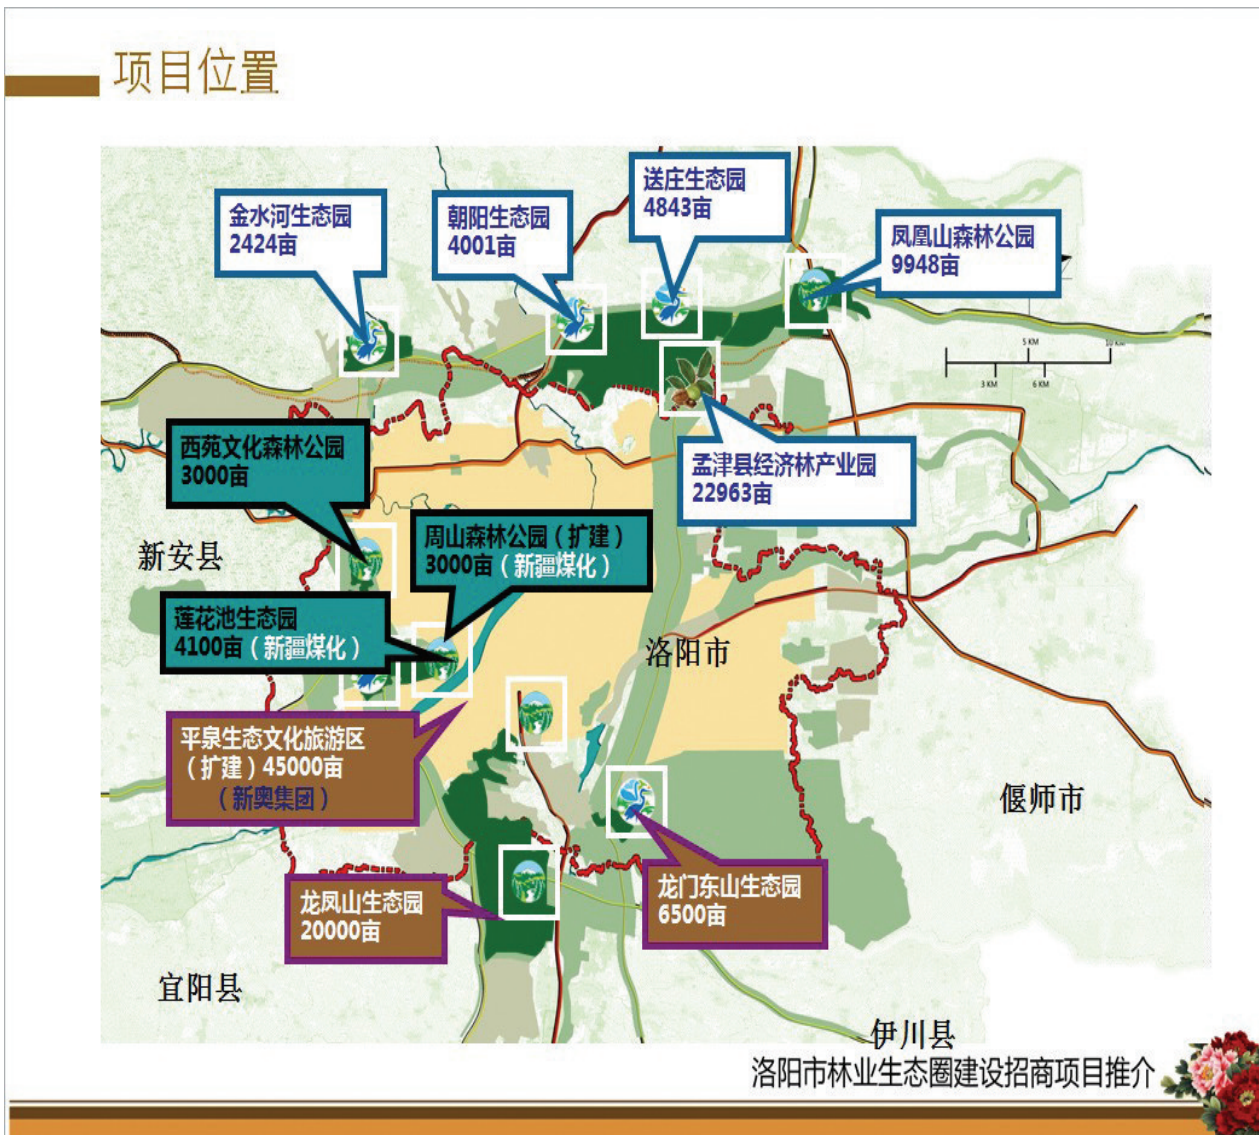 项目位置
送庄生态园
4843亩
金水河生态园
2424亩
朝阳生态园
4001亩
凤凰山森林公园
9948亩
5 KM
10 KM
3 KM
6 KM
西苑文化森林公园
3000亩
孟津县经济林产业园
22963亩
新安县
周山森林公园（扩建）
3000亩（新疆煤化）
莲花池生态园
4100亩（新疆煤化）
洛阳市
平泉生态文化旅游区
（扩建）45000亩
（新奥集团）
偃师市
龙凤山生态园
20000亩
龙门东山生态园
6500亩
宜阳县
伊川县
洛阳市林业生态圈建设招商项目推介